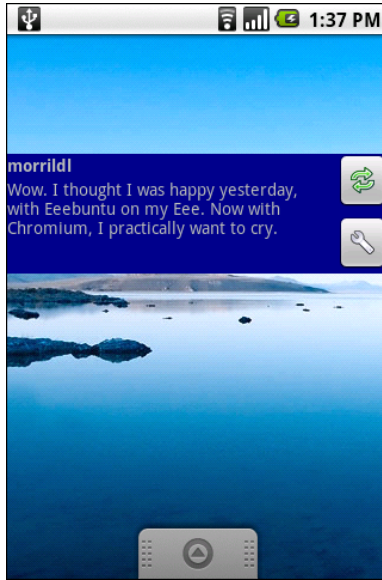 1:37 PM
morrildl
Wow. I thought I was happy yesterday,
with Eeebuntu on my Eee. Now with
Chromium, I practically want to cry.